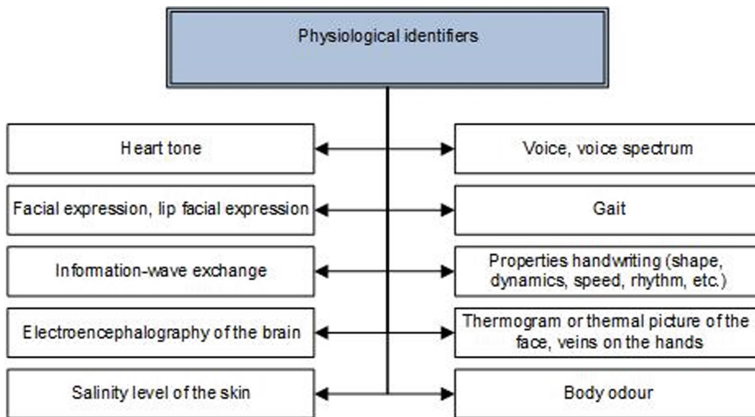 Physiological identifiers
Heart tone
Voice, voice spectrum
Facial expression, lip facial expression
Gait
Information-wave exchange
Properties handwriting (shape,
dynamics, speed, rhythm, etc.)
Electroencephalography of the brain
Thermogram or thermal picture of the
face, veins on the hands
Salinity level of the skin
Body odour